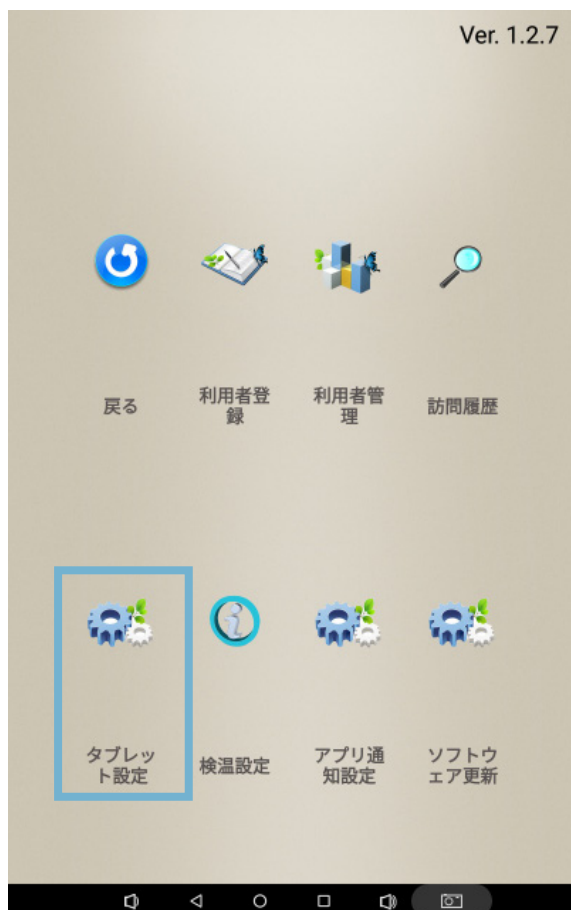 Ver. 1.2.7
戻る
利用者登
録
利用者管
理
訪問履歴
タブレッ
ト設定
検温設定
アプリ通
知設定
ソフトウ
ェア更新